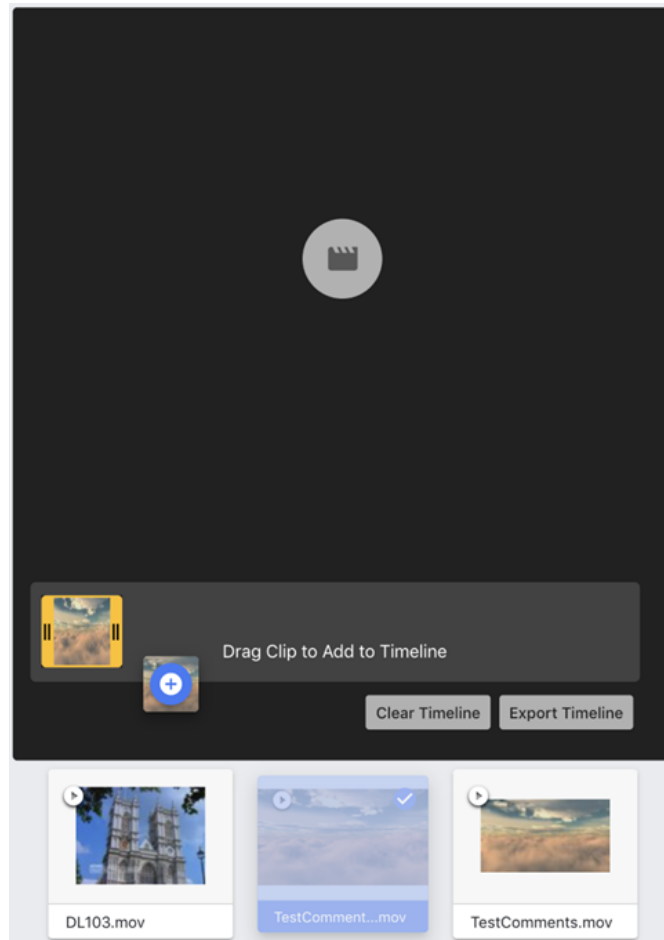 Drag Clip to Add to Timeline
Clear Timeline Export Timeline
DL103.mov TestComment...mov TestComments.mov